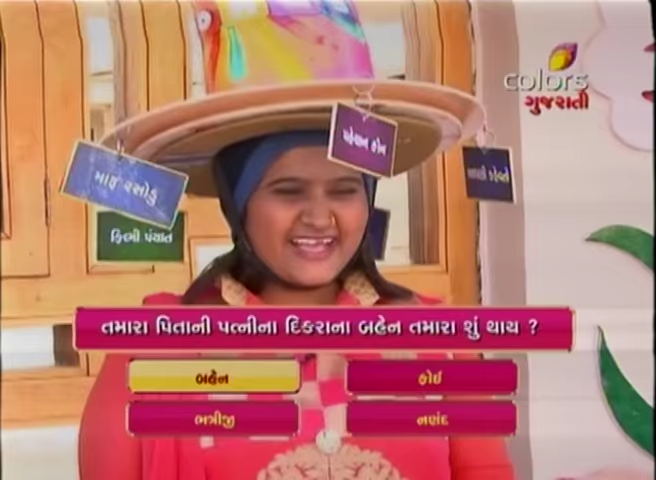 colors
ગુજરાતી
માફ રસોડુ
ફિલ્મી પંચાત
તમારા પિતાની પત્નીના દિકરાના બહેન તમારા શું થાય ?
બહેન
ફોઈ
ભત્રીજી
નણંદ